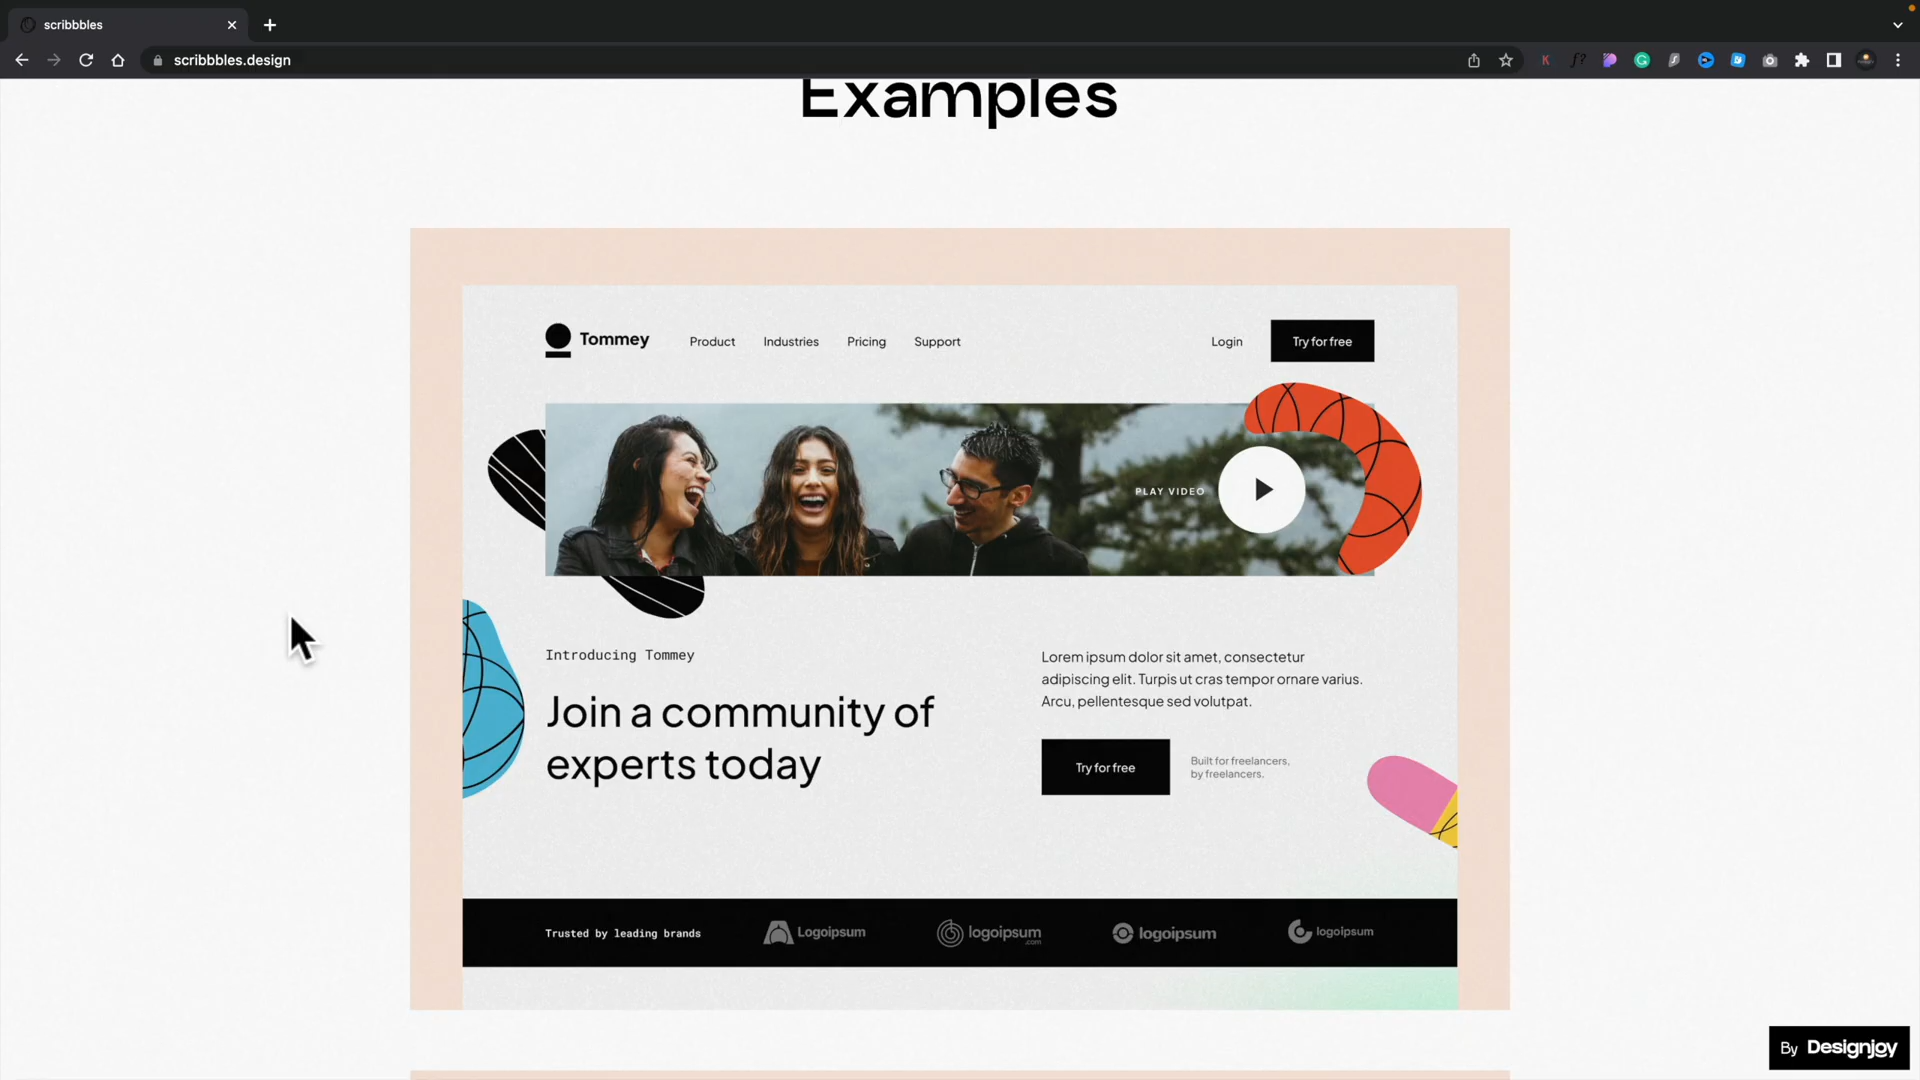 scribbbles
scribbbles.design
Examples
Tommey
Product
Industries
Pricing
Support
Login
Try for free
PLAY VIDEO
Introducing Tommey
Join a community of
experts today
Lorem ipsum dolor sit amet, consectetur
adipiscing elit. Turpis ut cras tempor ornare varius.
Arcu, pellentesque sed volutpat.
Try for free
Built for freelancers,
by freelancers.
Trusted by leading brands
Logoipsum
logoipsum
.com
logoipsum
logoipsum
By Designjoy